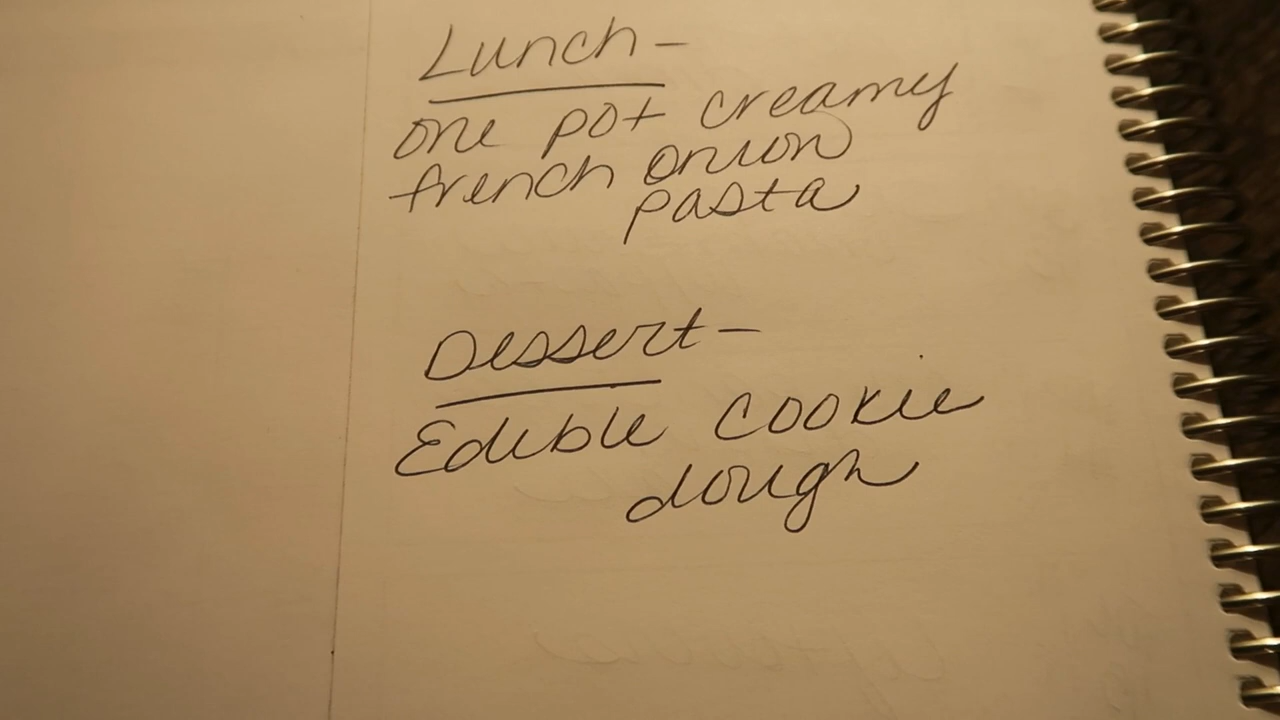 Lunch-
one pot creamy
french onion
pasta
Dessert-
Edible cookie
dough